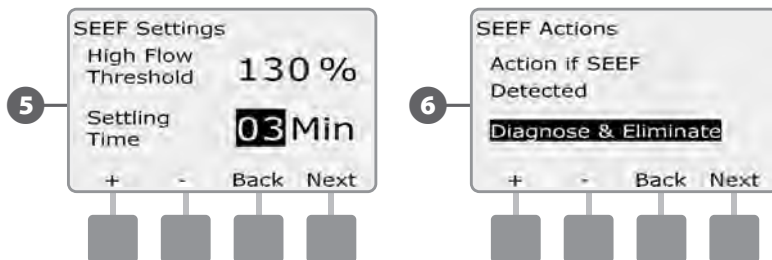 5
SEEF Settings
High Flow
Threshold 130 %
Settling
Time 03 Min
+ - Back Next
6
SEEF Actions
Action if SEEF
Detected
Diagnose & Eliminate
+ - Back Next